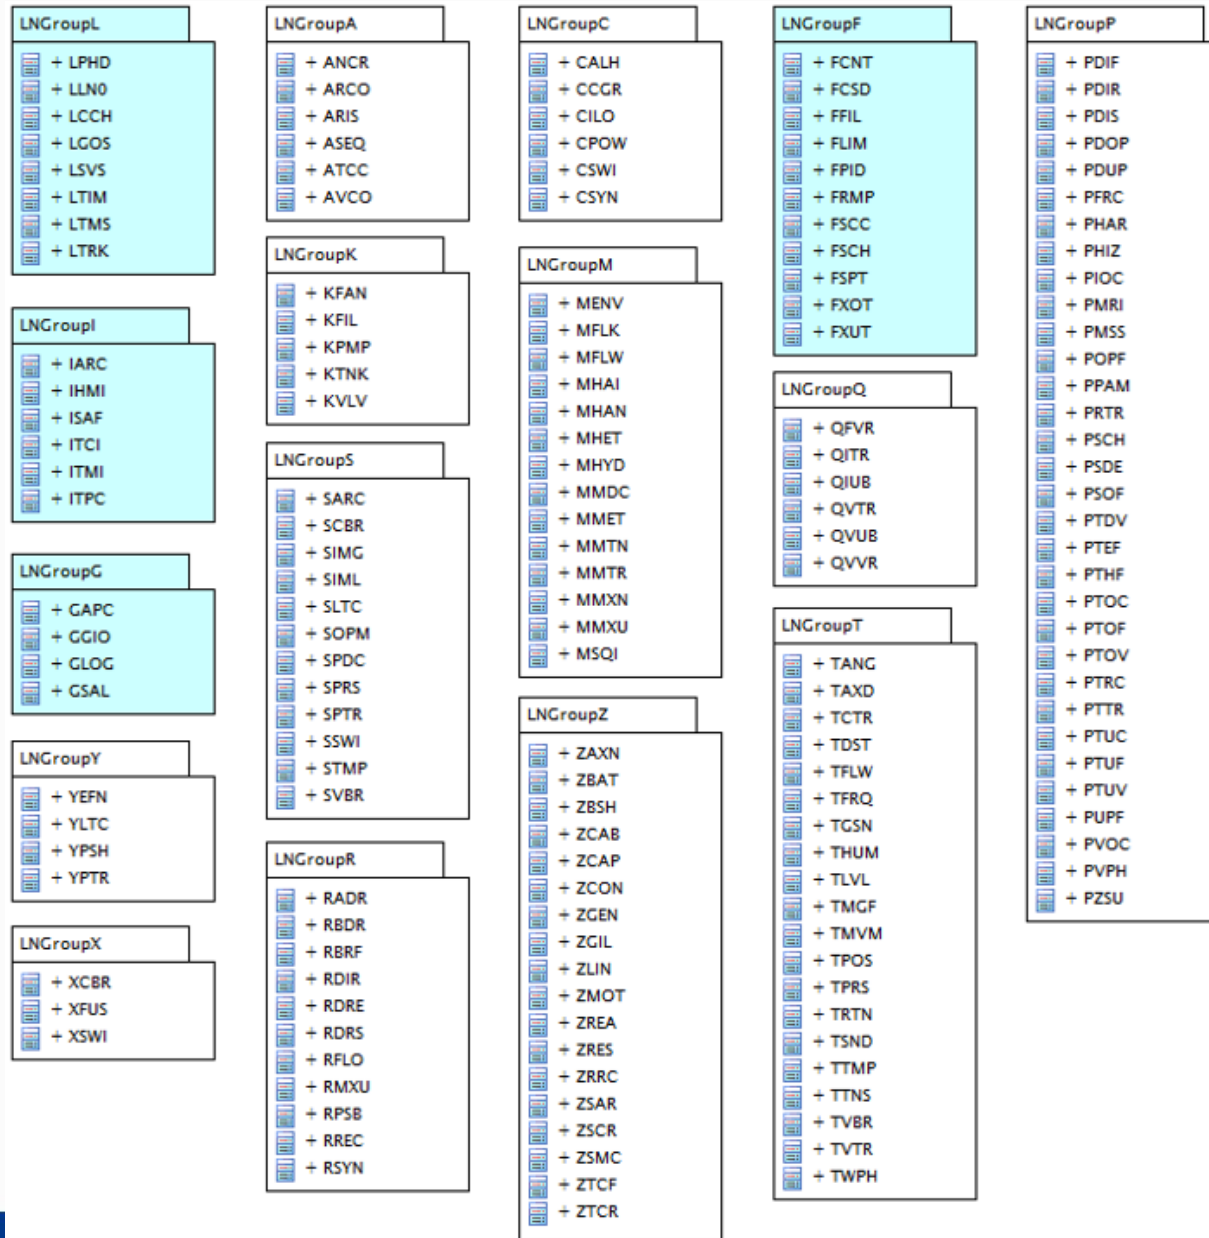 LNGroupL
+ LPHD
+ LLN0
+ LCCH
+ LGOS
+ LSVS
+ LTIM
+ LTMS
+ LTRK
LNGroupI
+ IARC
+ IHMI
+ ISAF
+ ITCI
+ ITMI
+ ITPC
LNGroupG
+ GAPC
+ GGIO
+ GLOG
+ GSAL
LNGroupY
+ YEFN
+ YLTC
+ YPSH
+ YPTR
LNGroupX
+ XCBR
+ XFUS
+ XSWI
LNGroupA
+ ANCR
+ ARCO
+ ARIS
+ ASEQ
+ ATCC
+ AVCO
LNGroupK
+ KFAN
+ KFIL
+ KPMP
+ KTNK
+ KVLV
LNGroupS
+ SARC
+ SCBR
+ SIMG
+ SIML
+ SLTC
+ SOPM
+ SPDC
+ SPRS
+ SPTR
+ SSWI
+ STMP
+ SVBR
LNGroupR
+ RADR
+ RBDR
+ RBRF
+ RDIR
+ RDRE
+ RDRS
+ RFLO
+ RMXU
+ RPSB
+ RREC
+ RSYN
LNGroupC
+ CALH
+ CCGR
+ CILO
+ CPOW
+ CSWI
+ CSYN
LNGroupM
+ MENV
+ MFLK
+ MFLW
+ MHAI
+ MHAN
+ MHET
+ MHYD
+ MMDC
+ MMET
+ MMTN
+ MMTR
+ MMXN
+ MMXU
+ MSQI
LNGroupZ
+ ZAXN
+ ZBAT
+ ZBSH
+ ZCAB
+ ZCAP
+ ZCON
+ ZGEN
+ ZGIL
+ ZLIN
+ ZMOT
+ ZREA
+ ZRES
+ ZRRC
+ ZSAR
+ ZSCR
+ ZSMC
+ ZTCF
+ ZTCR
LNGroupF
+ FCNT
+ FCSD
+ FFIL
+ FLIM
+ FPID
+ FRMP
+ FSCC
+ FSCH
+ FSPT
+ FXOT
+ FXUT
LNGroupQ
+ QFVR
+ QITR
+ QIUB
+ QVTR
+ QVUB
+ QVVR
LNGroupT
+ TANG
+ TAXD
+ TCTR
+ TDST
+ TFLW
+ TFRQ
+ TGSN
+ THUM
+ TLVL
+ TMGF
+ TMVM
+ TPOS
+ TPRS
+ TRTN
+ TSND
+ TTMP
+ TTNS
+ TVBR
+ TVTR
+ TWPH
LNGroupP
+ PDIF
+ PDIR
+ PDIS
+ PDOP
+ PDUP
+ PFRC
+ PHAR
+ PHIZ
+ PIOC
+ PMRI
+ PMSS
+ POPF
+ PPAM
+ PRTR
+ PSCH
+ PSDE
+ PSOF
+ PTDV
+ PTEF
+ PTHF
+ PTOC
+ PTOF
+ PTOV
+ PTRC
+ PTTR
+ PTUC
+ PTUF
+ PTUV
+ PUPF
+ PVOC
+ PVPH
+ PZSU